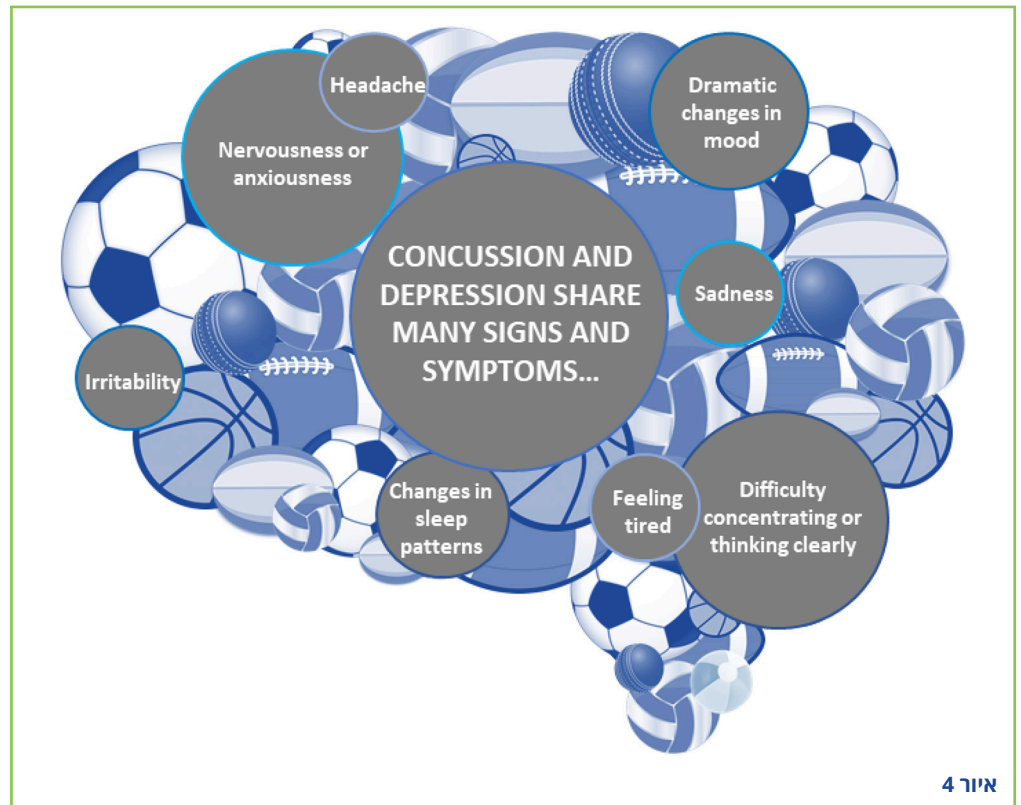 Headache
Nervousness or
anxiousness
Dramatic
changes in
mood
CONCUSSION AND
DEPRESSION SHARE
MANY SIGNS AND
SYMPTOMS...
Sadness
Irritability
Changes in
sleep
patterns
Feeling
tired
Difficulty
concentrating or
thinking clearly
איור 4